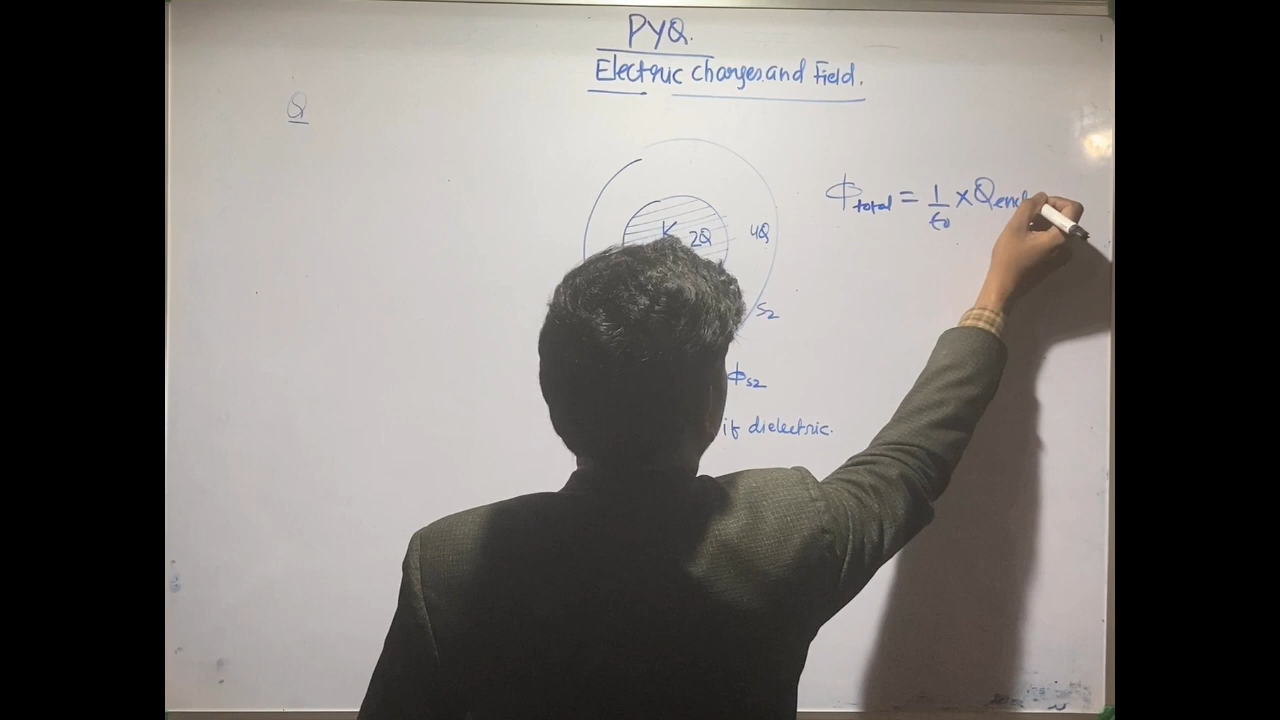 PYQ.
Electric Charges and Field.
Q
Φtotal = 1/ε0 × Qencl
K 2Q
4Q
S2
ΦS2
if dielectric.